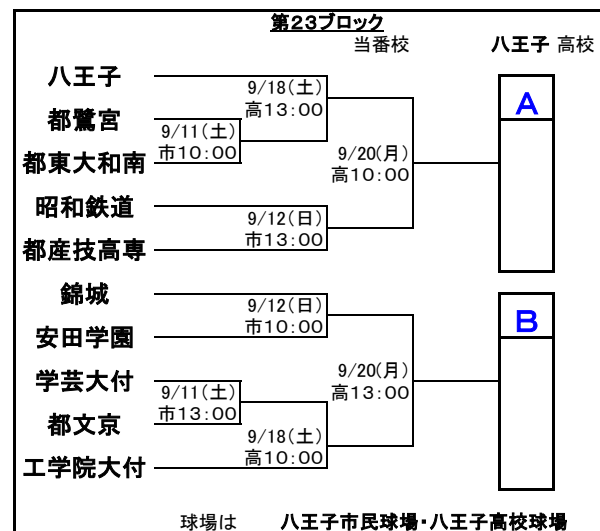 第23ブロック
当番校 八王子 高校
八王子
9/18(土)
高13:00
A
都鷺宮
9/11(土)
市10:00
都東大和南
9/20(月)
高10:00
昭和鉄道
9/12(日)
市13:00
都産技高専
錦城
9/12(日)
市10:00
B
安田学園
9/20(月)
高13:00
学芸大付
9/11(土)
市13:00
都文京
9/18(土)
高10:00
工学院大付
球場は 八王子市民球場・八王子高校球場